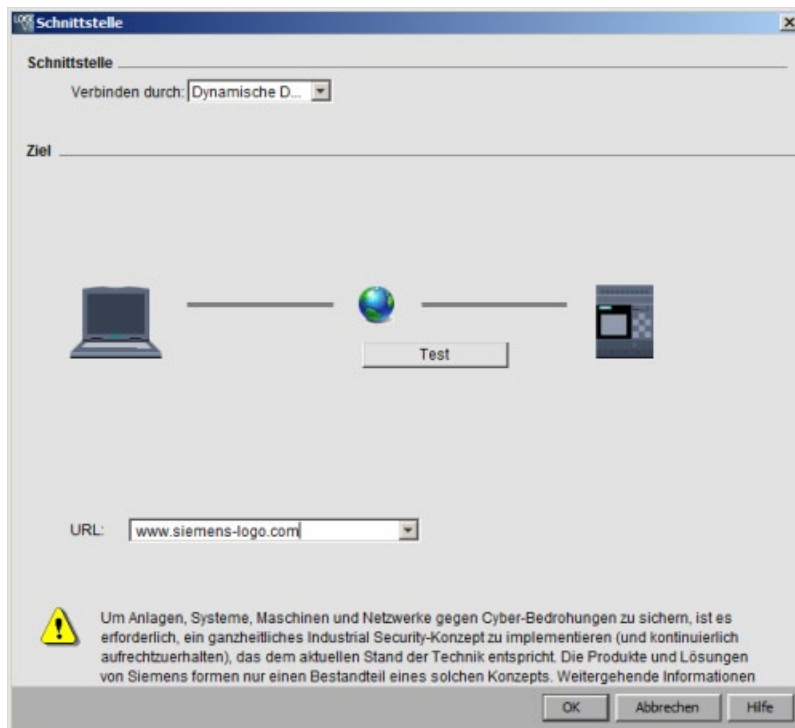 Schnittstelle
Schnittstelle
Verbinden durch: Dynamische D...
Ziel
Test
URL: www.siemens-logo.com
Um Anlagen, Systeme, Maschinen und Netzwerke gegen Cyber-Bedrohungen zu sichern, ist es
erforderlich, ein ganzheitliches Industrial Security-Konzept zu implementieren (und kontinuierlich
aufrechtzuerhalten), das dem aktuellen Stand der Technik entspricht. Die Produkte und Lösungen
von Siemens formen nur einen Bestandteil eines solchen Konzepts. Weitergehende Informationen
OK Abbrechen Hilfe